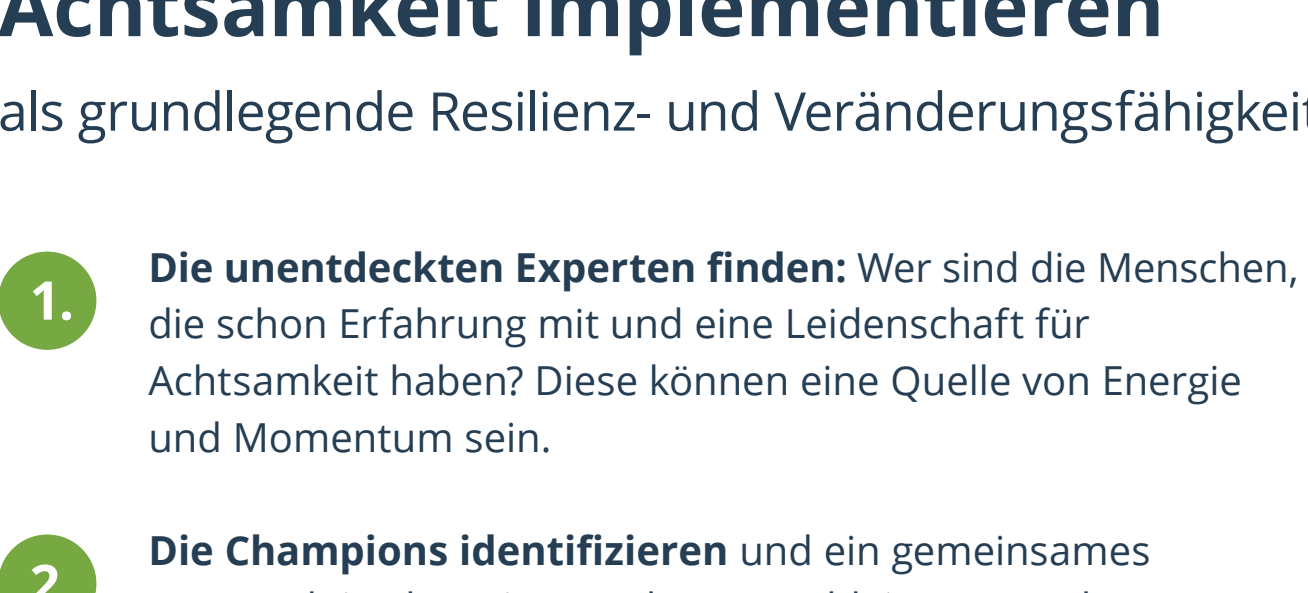 Achtsamkeit implementieren
als grundlegende Resilienz- und Veränderungsfähigkeit
1.
Die unentdeckten Experten finden: Wer sind die Menschen,
die schon Erfahrung mit und eine Leidenschaft für
Achtsamkeit haben? Diese können eine Quelle von Energie
und Momentum sein.
2
Die Champions identifizieren und ein gemeinsames